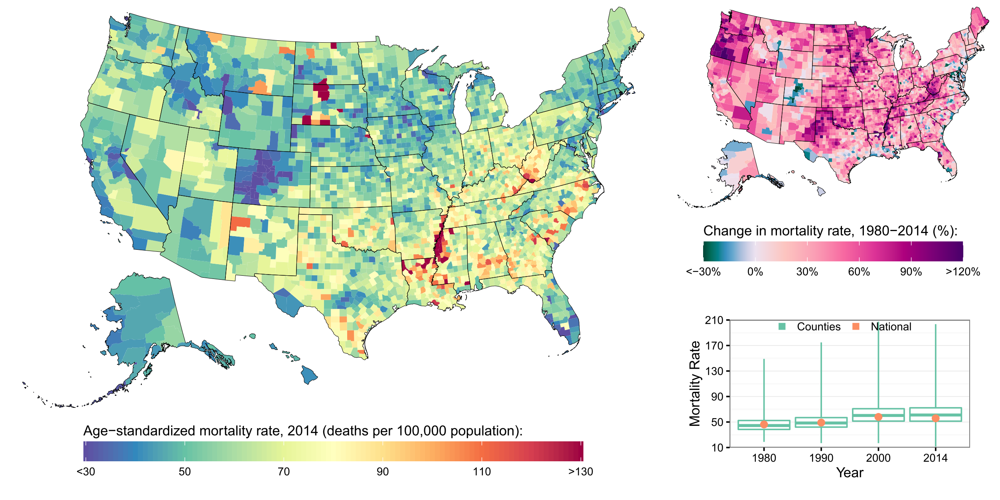 Age−standardized mortality rate, 2014 (deaths per 100,000 population):
<30 50 70 90 110 >130
Change in mortality rate, 1980−2014 (%):
<−30% 0% 30% 60% 90% >120%
Counties National
Mortality Rate
210
170
130
90
50
10
1980 1990 2000 2014
Year